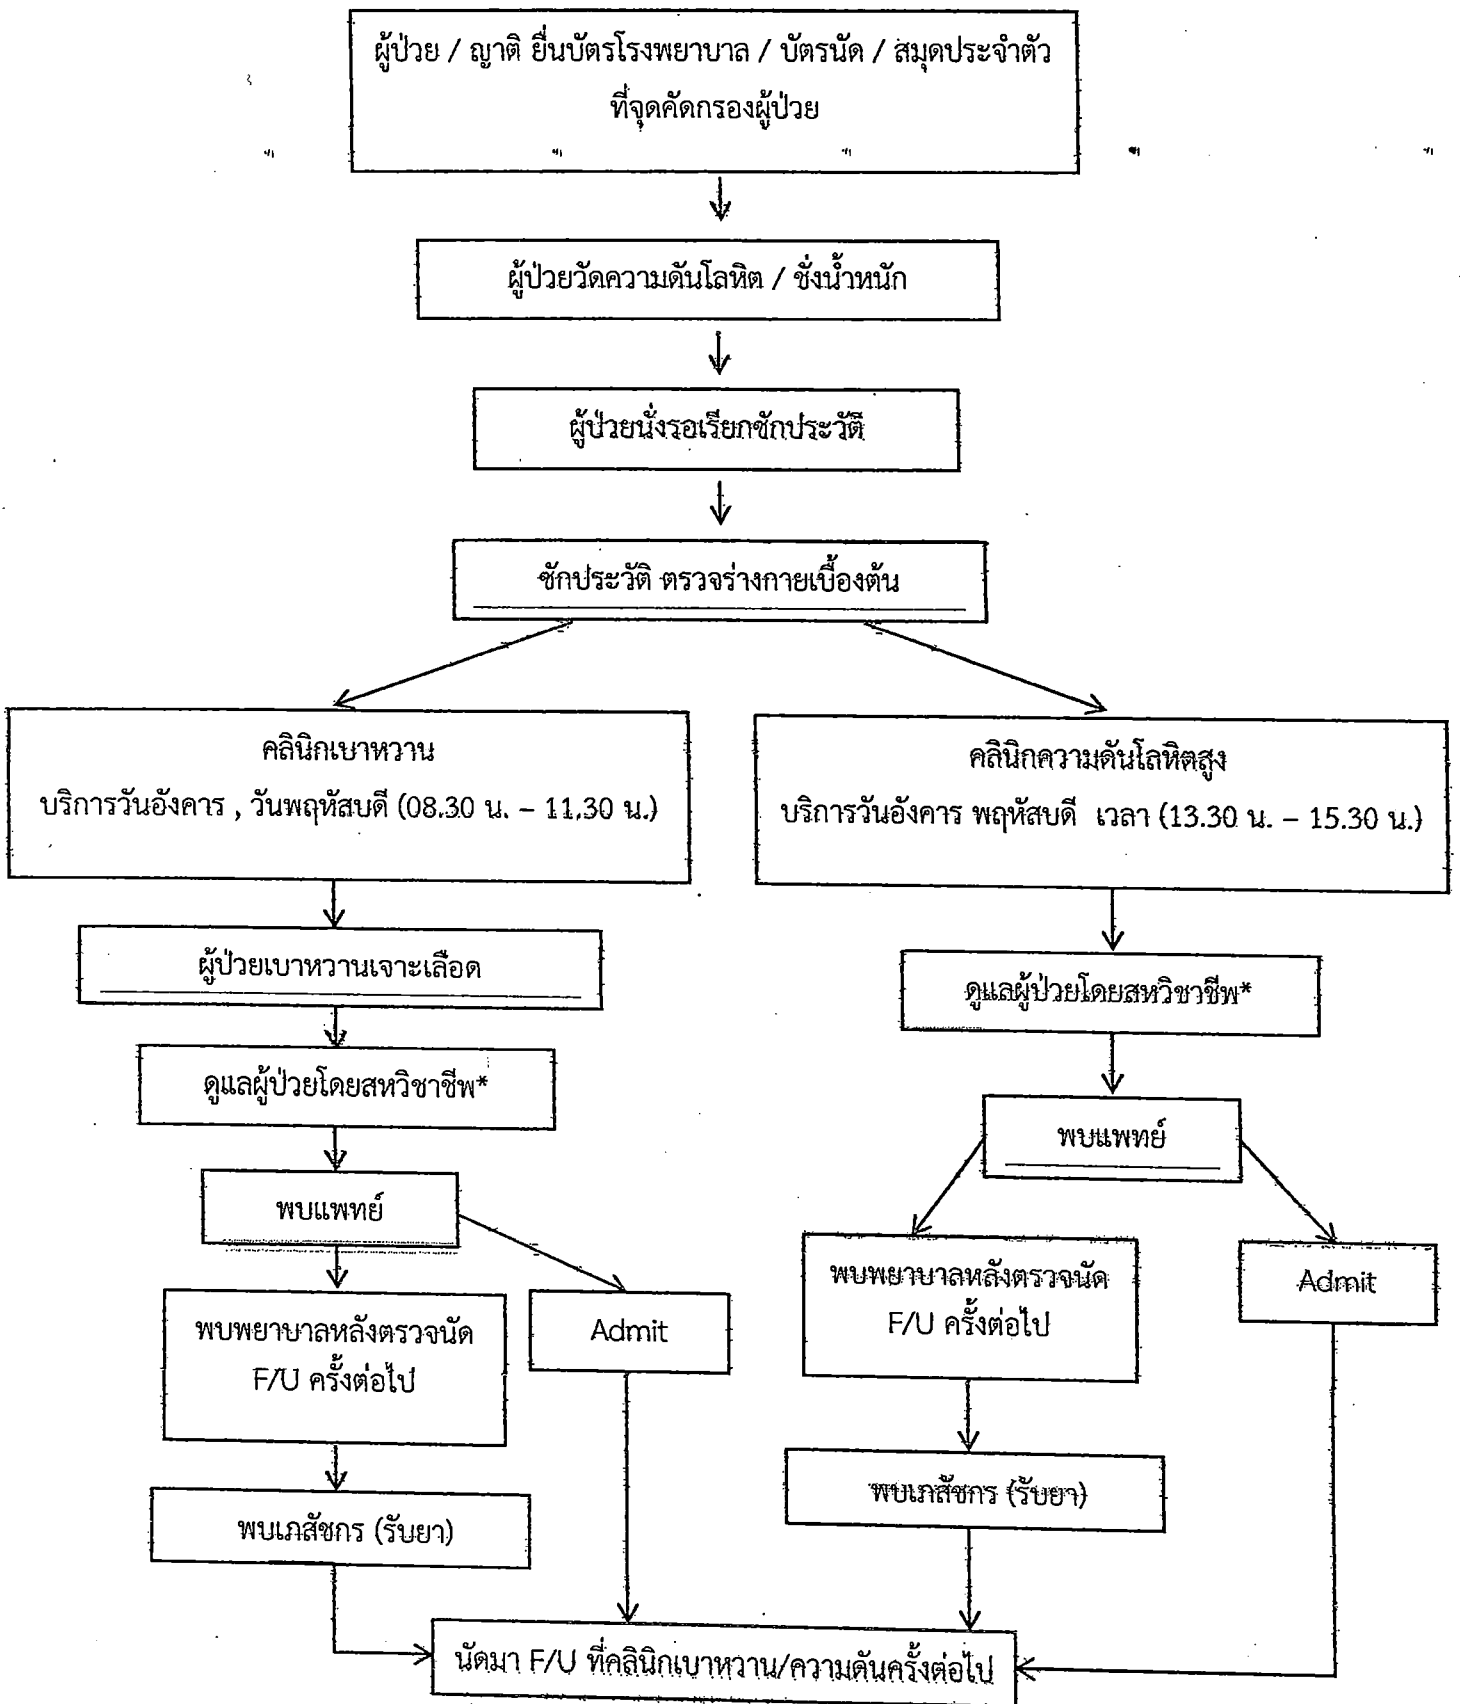 ผู้ป่วย / ญาติ ยื่นบัตรโรงพยาบาล / บัตรนัด / สมุดประจำตัว
ที่จุดคัดกรองผู้ป่วย
ผู้ป่วยวัดความดันโลหิต / ชั่งน้ำหนัก
ผู้ป่วยนั่งรอเรียกซักประวัติ
ซักประวัติ ตรวจร่างกายเบื้องต้น
คลินิกเบาหวาน
บริการวันอังคาร , วันพฤหัสบดี (08.30 น. – 11.30 น.)
ผู้ป่วยเบาหวานเจาะเลือด
ดูแลผู้ป่วยโดยสหวิชาชีพ*
พบแพทย์
พบพยาบาลหลังตรวจนัด
F/U ครั้งต่อไป
Admit
พบเภสัชกร (รับยา)
คลินิกความดันโลหิตสูง
บริการวันอังคาร พฤหัสบดี เวลา (13.30 น. – 15.30 น.)
ดูแลผู้ป่วยโดยสหวิชาชีพ*
พบแพทย์
พบพยาบาลหลังตรวจนัด
F/U ครั้งต่อไป
Admit
พบเภสัชกร (รับยา)
นัดมา F/U ที่คลินิกเบาหวาน/ความดันครั้งต่อไป